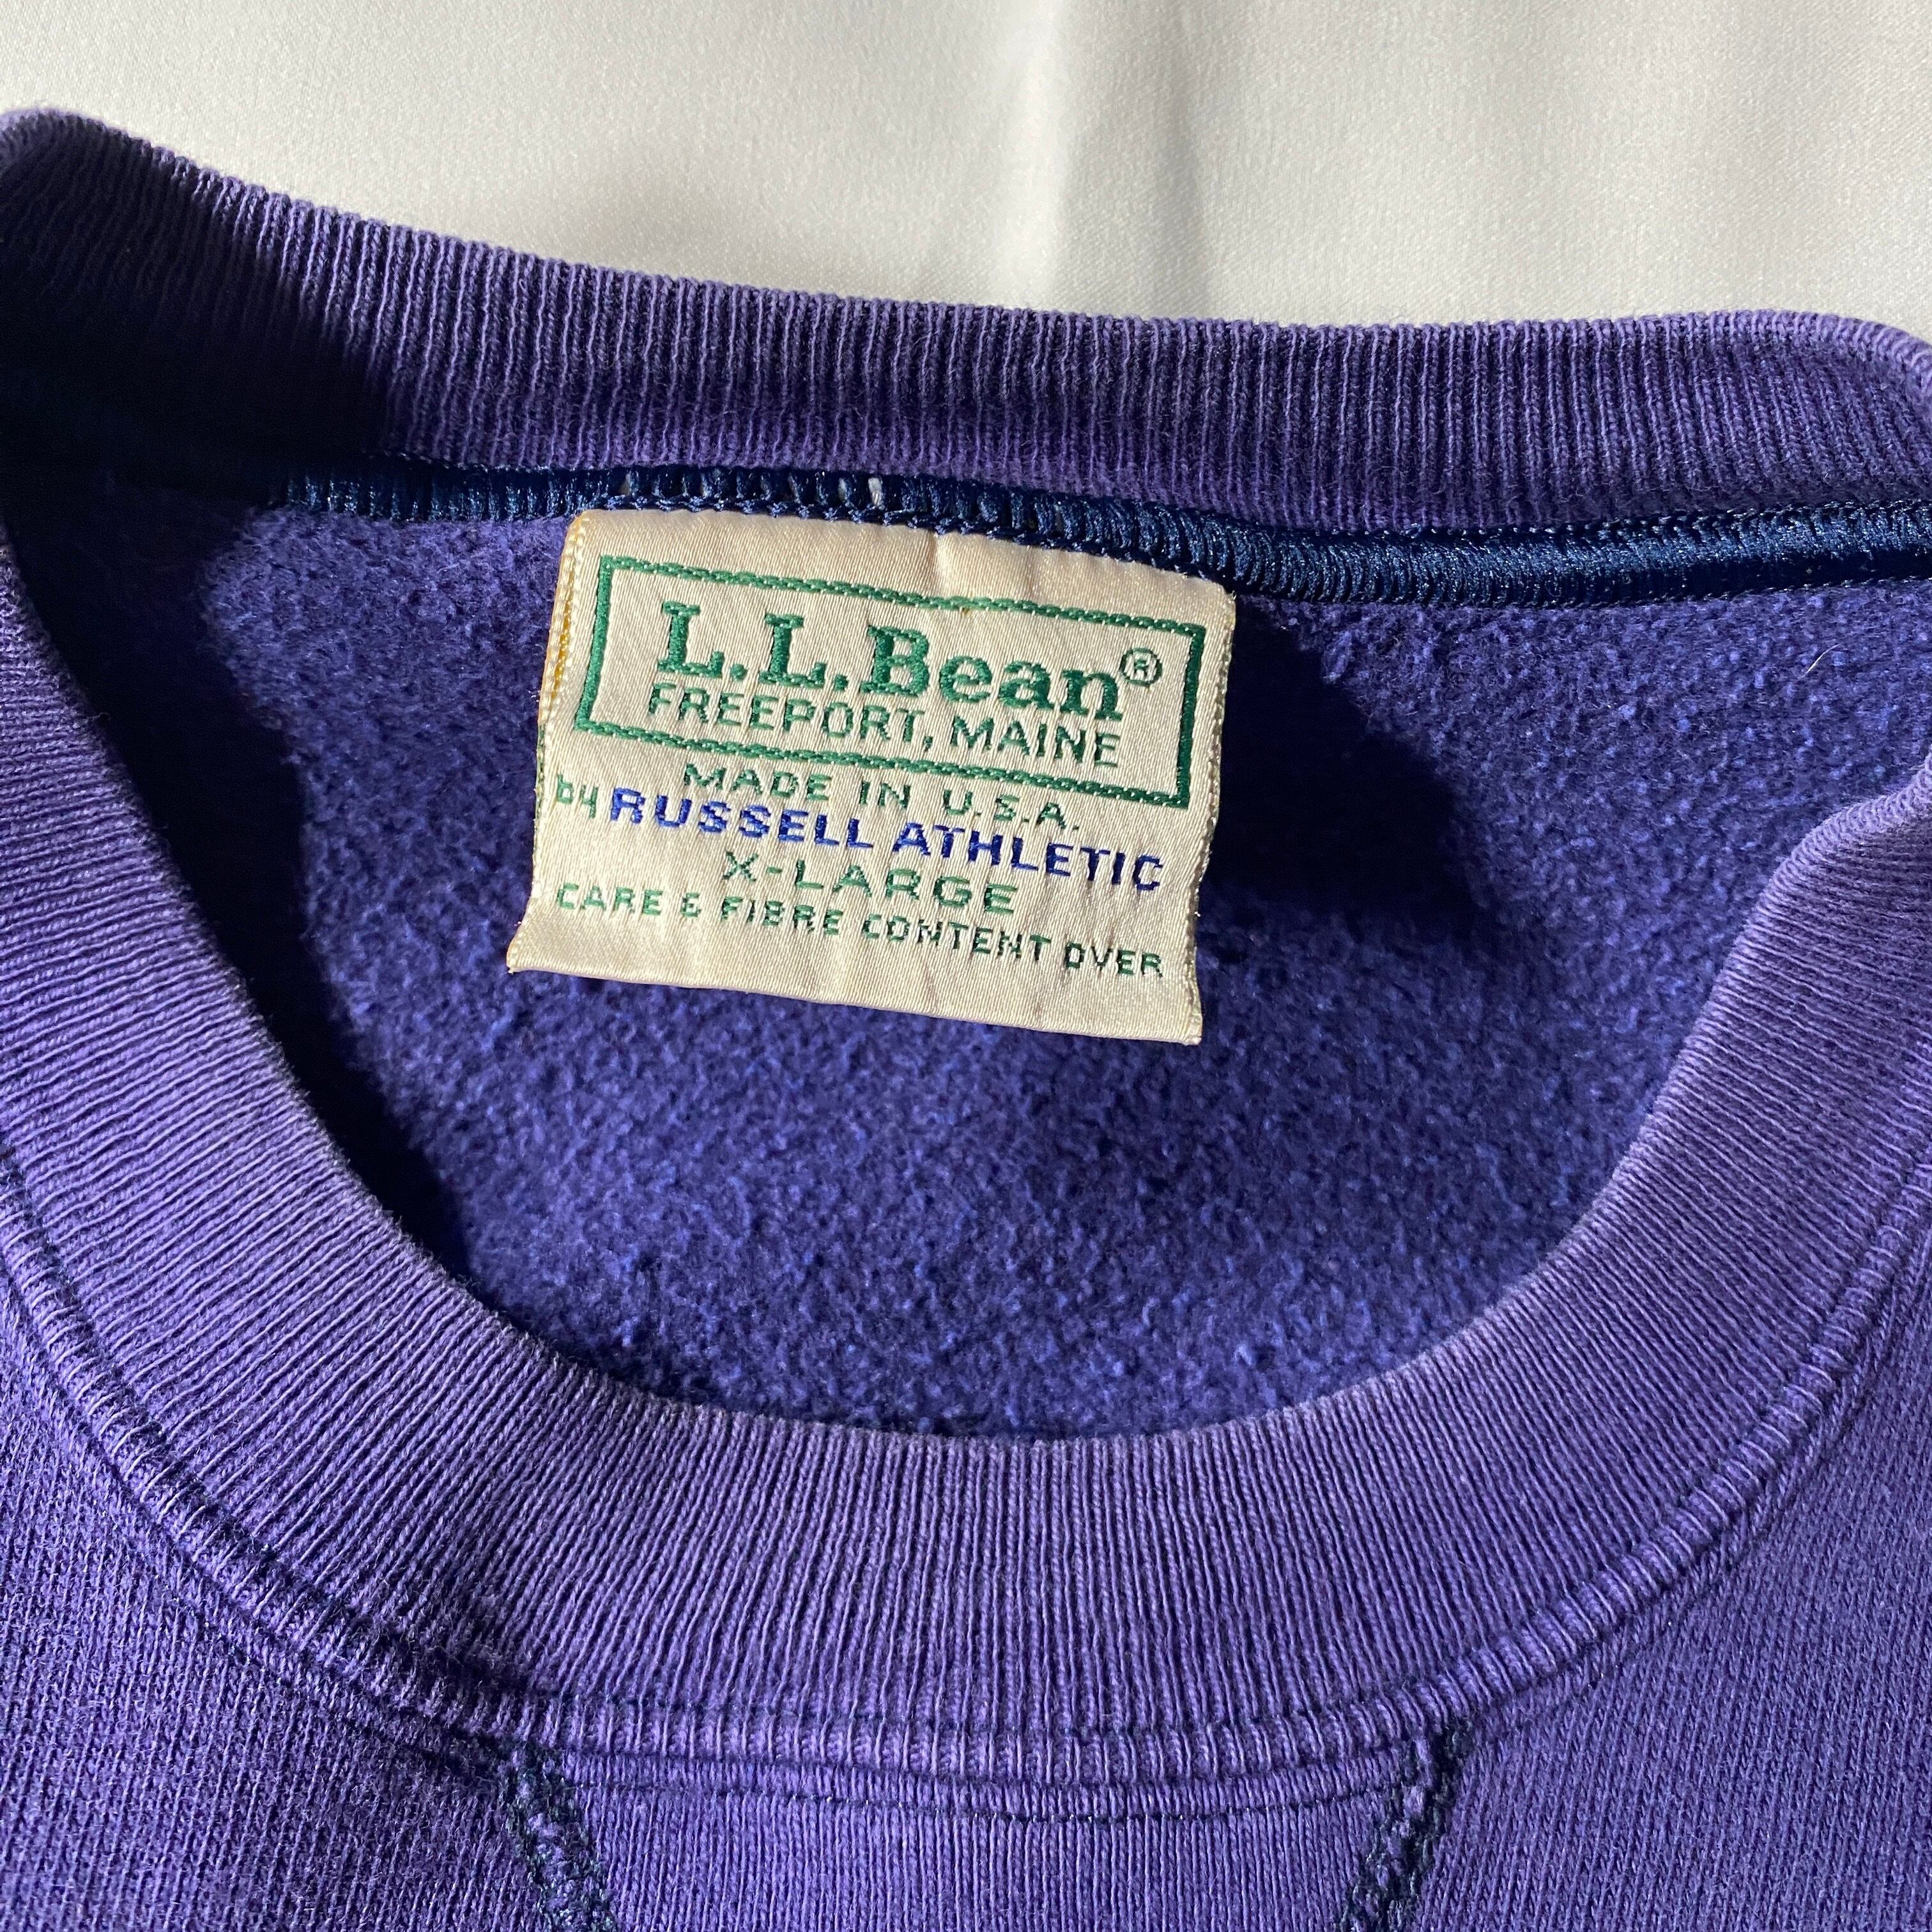 L.L.Bean®
FREEPORT, MAINE
MADE IN U.S.A.
by RUSSELL ATHLETIC
X-LARGE
CARE & FIBRE CONTENT OVER